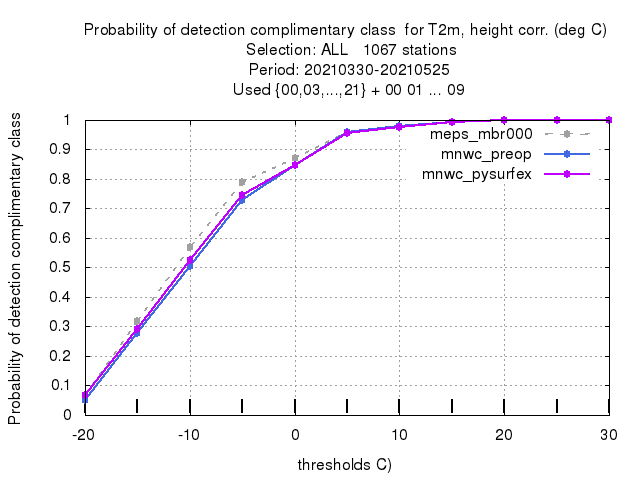 Probability of detection complimentary class  for T2m, height corr. (deg C)
Selection: ALL   1067 stations
Period: 20210330-20210525
Used {00,03,...,21} + 00 01 ... 09
Probability of detection complimentary class
1
0.9
0.8
0.7
0.6
0.5
0.4
0.3
0.2
0.1
0
meps_mbr000
mnwc_preop
mnwc_pysurfex
-20 -10 0 10 20 30
thresholds C)